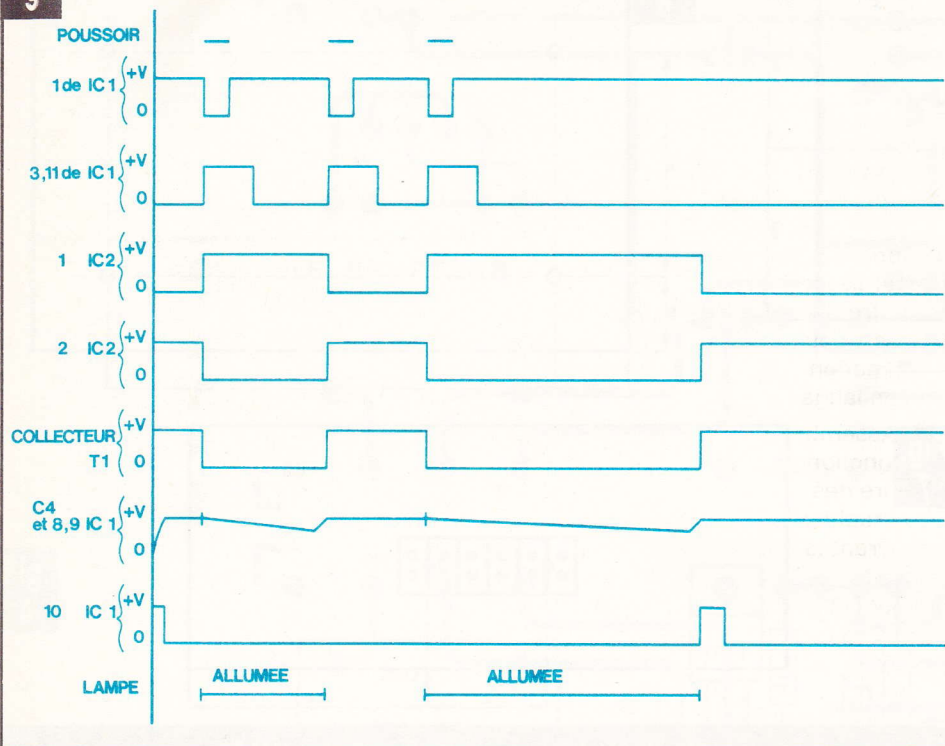 3
POUSSOIR
1 de IC 1 +V
0
3,11 de IC 1 +V
0
1 IC2 +V
0
2 IC2 +V
0
COLLECTEUR +V
T1 0
C4
et 8,9 IC 1 +V
0
10 IC 1 +V
0
LAMPE ALLUMEE ALLUMEE